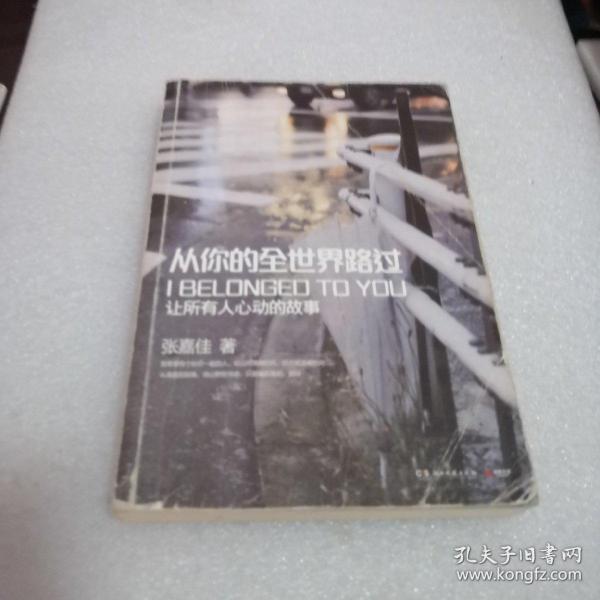 从你的全世界路过
I BELONGED TO YOU
让所有人心动的故事
张嘉佳 著
孔夫子旧書网
www.kongfz.com